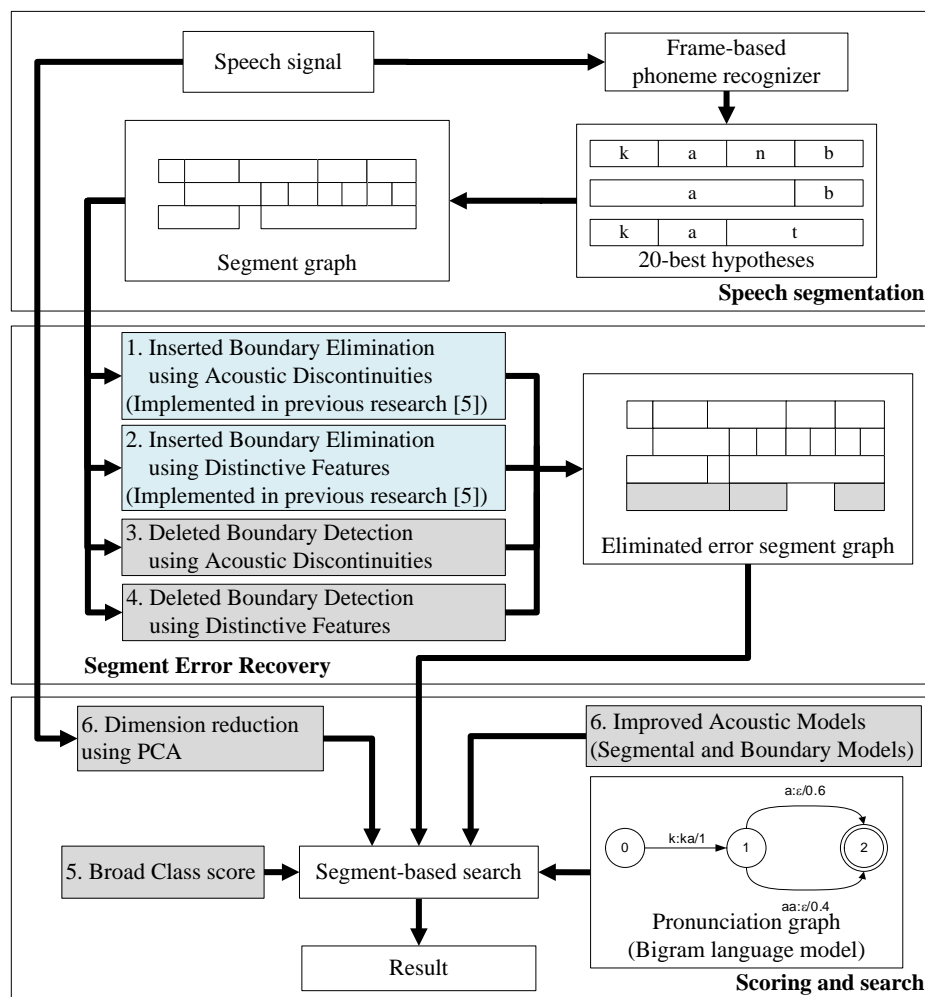 Speech signal
Frame-based
phoneme recognizer
k a n b
a b
k a t
20-best hypotheses
Segment graph
Speech segmentation
1. Inserted Boundary Elimination
using Acoustic Discontinuities
(Implemented in previous research [5])
2. Inserted Boundary Elimination
using Distinctive Features
(Implemented in previous research [5])
3. Deleted Boundary Detection
using Acoustic Discontinuities
4. Deleted Boundary Detection
using Distinctive Features
Eliminated error segment graph
Segment Error Recovery
6. Dimension reduction
using PCA
6. Improved Acoustic Models
(Segmental and Boundary Models)
5. Broad Class score
Segment-based search
a:ε/0.6
0 k:ka/1 1 2
aa:ε/0.4
Pronunciation graph
(Bigram language model)
Result
Scoring and search